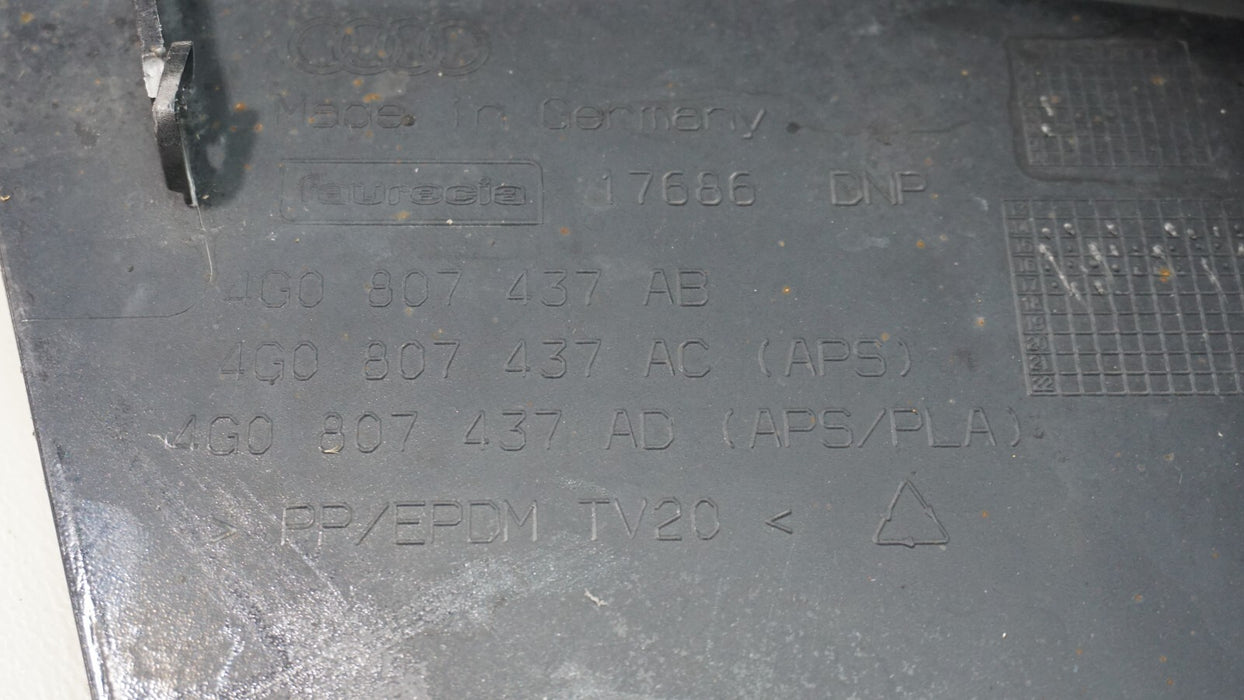 Made in Germany
faurecia 17686 DNP
4G0 807 437 AB
4G0 807 437 AC (APS)
4G0 807 437 AD (APS/PLA)
> PP/EPDM TV20 <